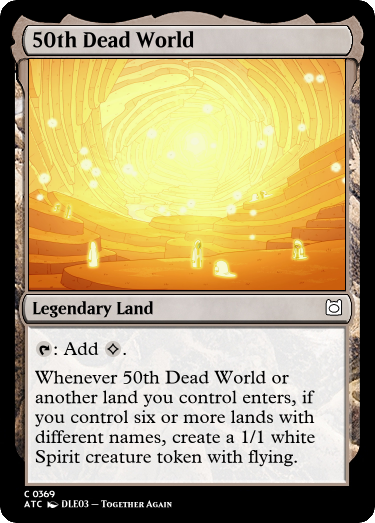 50th Dead World
Legendary Land
: Add .
Whenever 50th Dead World or
another land you control enters, if
you control six or more lands with
different names, create a 1/1 white
Spirit creature token with flying.
C 0369
ATC DLE03 — Together Again